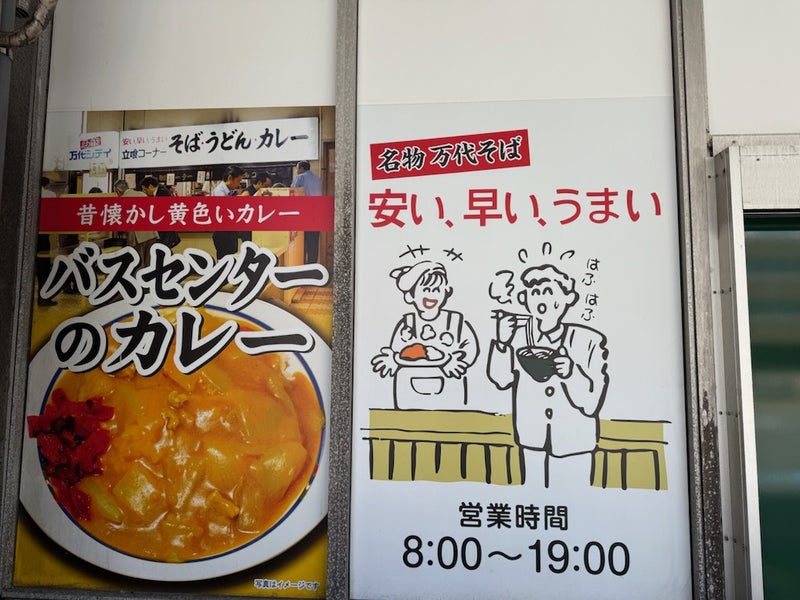 万代シテイ
安い、早い、うまい
立喰コーナー
そば・うどん・カレー
昔懐かし黄色いカレー
バスセンター
のカレー
写真はイメージです
名物 万代そば
安い、早い、うまい
はふ はふ
営業時間
8:00〜19:00